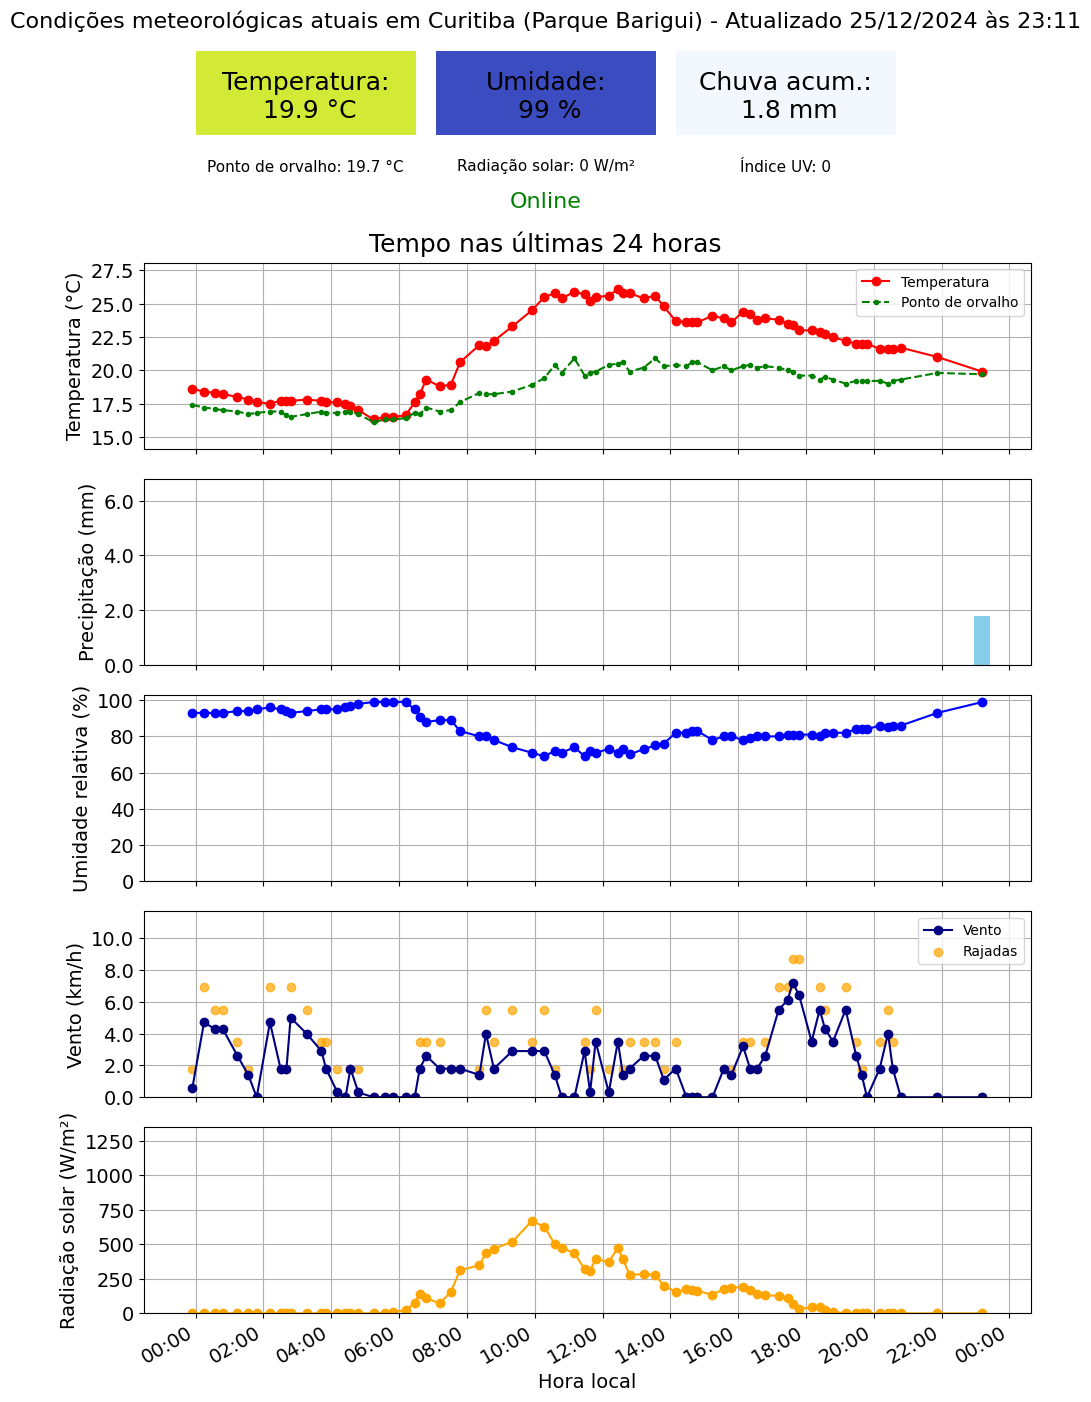 Condições meteorológicas atuais em Curitiba (Parque Barigui) - Atualizado 25/12/2024 às 23:11
Temperatura:
19.9 °C
Umidade:
99 %
Chuva acum.:
1.8 mm
Ponto de orvalho: 19.7 °C
Radiação solar: 0 W/m²
Índice UV: 0
Online
Tempo nas últimas 24 horas
Temperatura (°C)
27.5
25.0
22.5
20.0
17.5
15.0
Temperatura
Ponto de orvalho
Precipitação (mm)
6.0
4.0
2.0
0.0
Umidade relativa (%)
100
80
60
40
20
0
Vento (km/h)
10.0
8.0
6.0
4.0
2.0
0.0
Vento
Rajadas
Radiação solar (W/m²)
1250
1000
750
500
250
0
00:00
02:00
04:00
06:00
08:00
10:00
12:00
14:00
16:00
18:00
20:00
22:00
00:00
Hora local